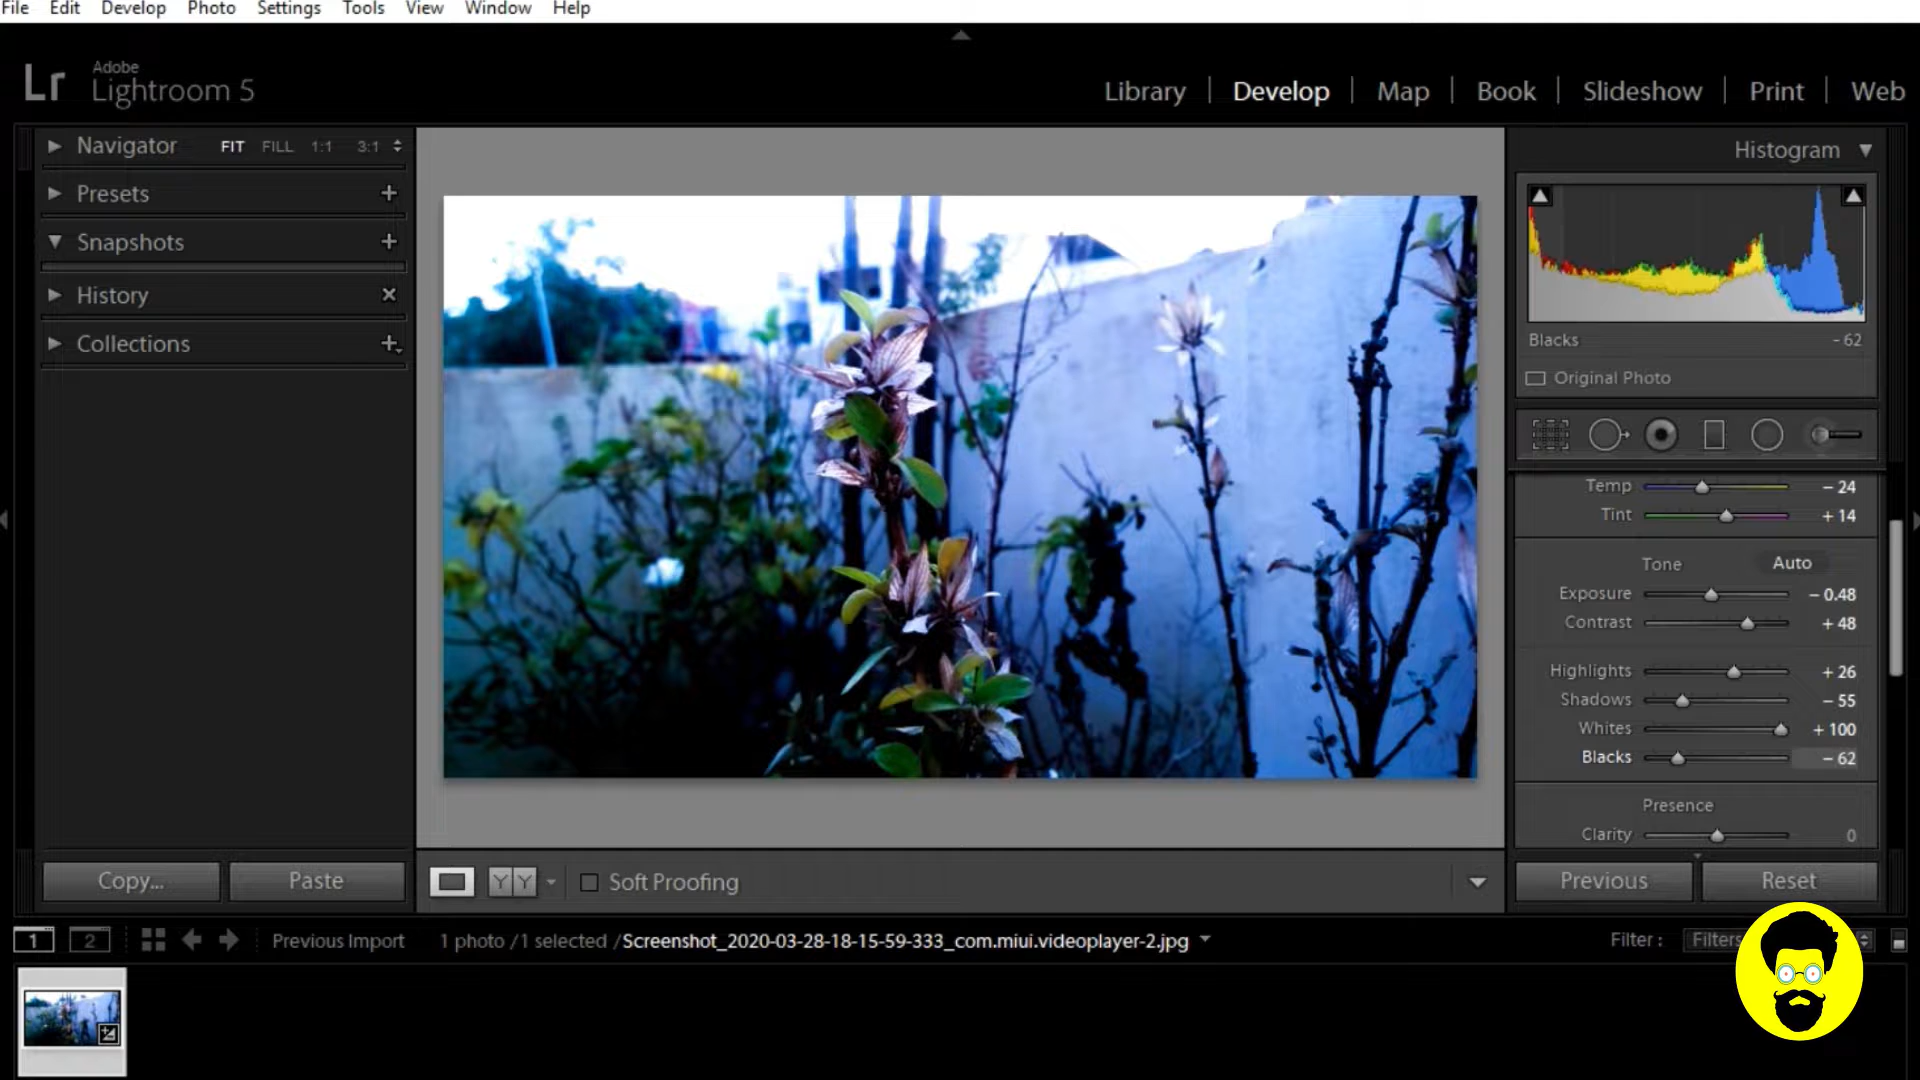 File Edit Develop Photo Settings Tools View Window Help
Lr Adobe Lightroom 5
Library | Develop | Map | Book | Slideshow | Print | Web
Navigator FIT FILL 1:1 3:1
Presets
Snapshots
History
Collections
Copy... Paste
Soft Proofing
Histogram
Blacks - 62
Original Photo
Temp - 24
Tint + 14
Tone Auto
Exposure - 0.48
Contrast + 48
Highlights + 26
Shadows - 55
Whites + 100
Blacks - 62
Presence
Clarity 0
Previous Reset
1 2 Previous Import 1 photo / 1 selected / Screenshot_2020-03-28-18-15-59-333_com.miui.videoplayer-2.jpg Filter : Filters